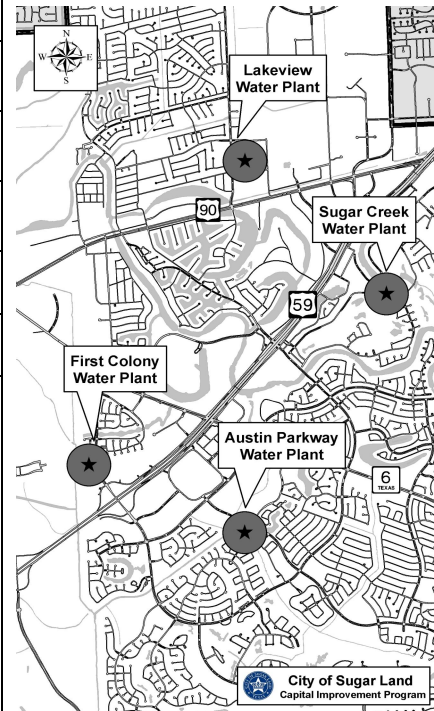 N
W E
S
Lakeview
Water Plant
90
Sugar Creek
Water Plant
59
First Colony
Water Plant
Austin Parkway
Water Plant
6
TEXAS
City of Sugar Land
Capital Improvement Program